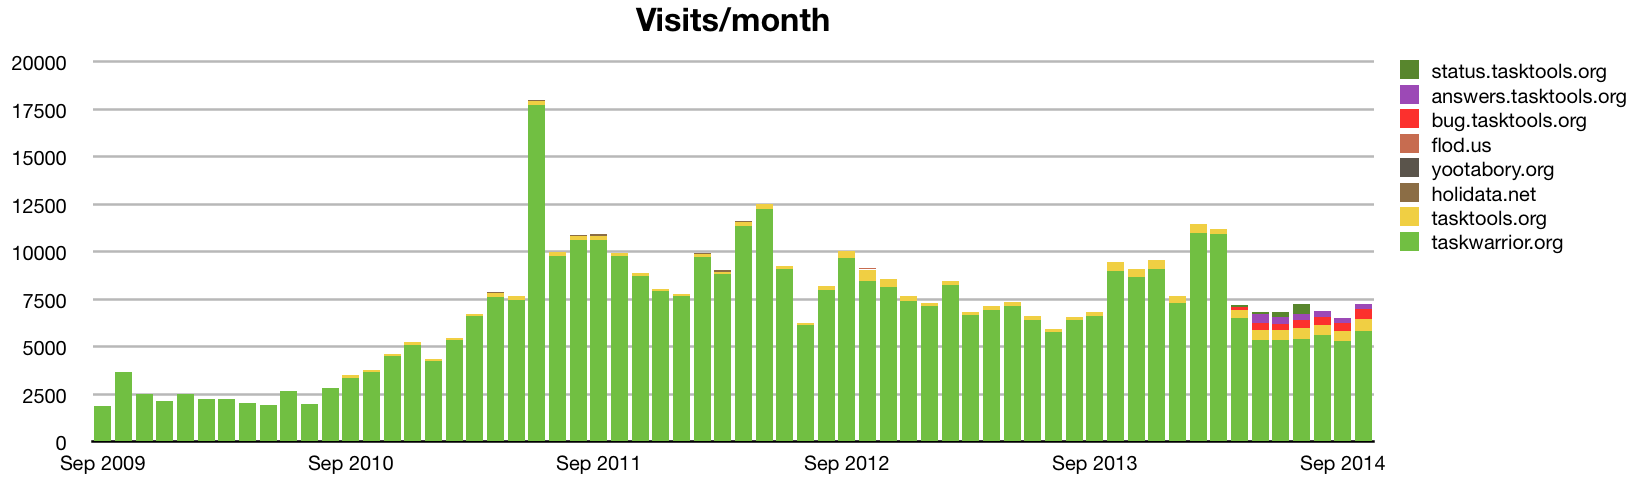 Visits/month
20000
17500
15000
12500
10000
7500
5000
2500
0
Sep 2009 Sep 2010 Sep 2011 Sep 2012 Sep 2013 Sep 2014
status.tasktools.org
answers.tasktools.org
bug.tasktools.org
flod.us
yootabory.org
holidata.net
tasktools.org
taskwarrior.org